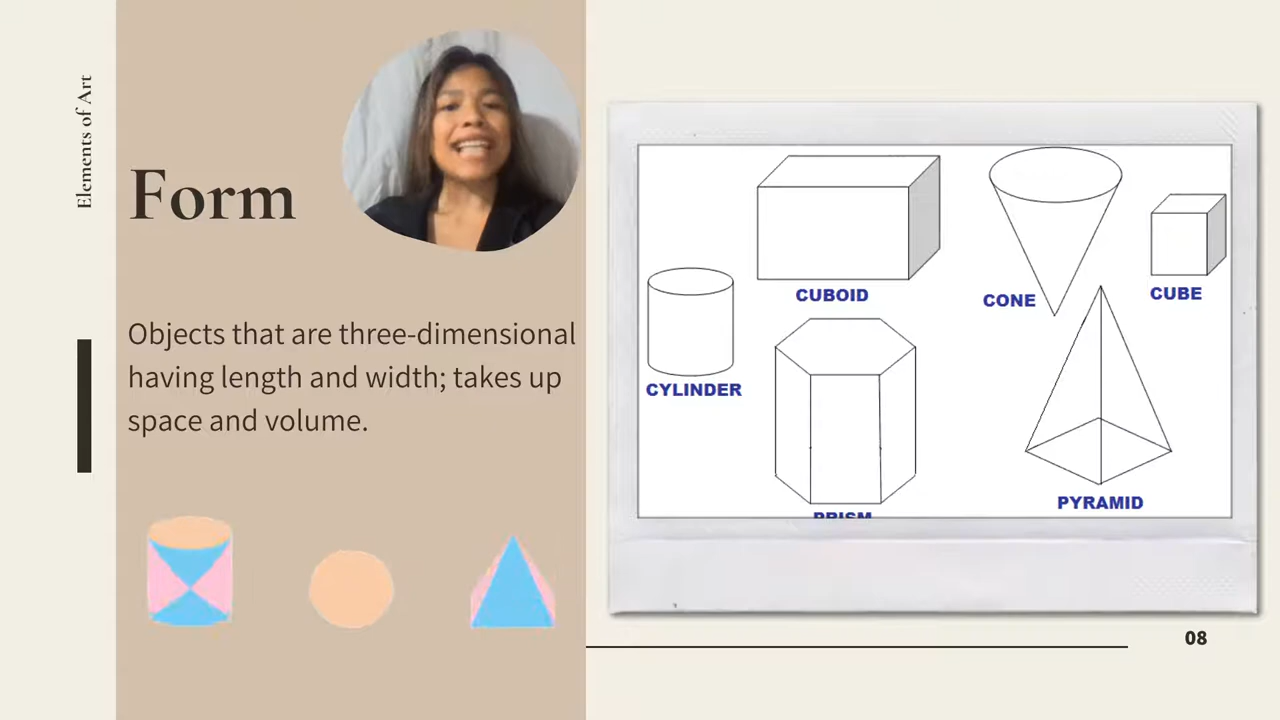 Elements of Art
Form
Objects that are three-dimensional
having length and width; takes up
space and volume.
CUBOID
CONE
CUBE
CYLINDER
PRISM
PYRAMID
08